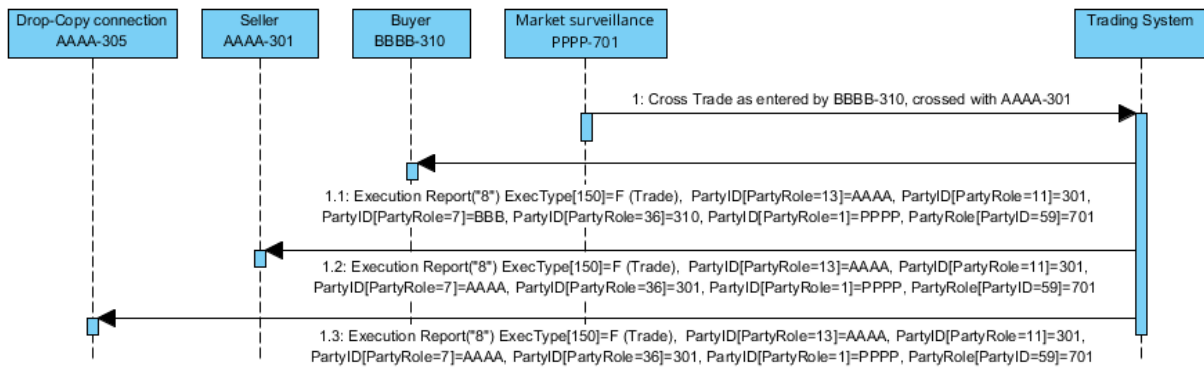 Drop-Copy connection
AAAA-305
Seller
AAAA-301
Buyer
BBBB-310
Market surveillance
PPPP-701
Trading System
1: Cross Trade as entered by BBBB-310, crossed with AAAA-301
1.1: Execution Report("8") ExecType[150]=F (Trade), PartyID[PartyRole=13]=AAAA, PartyID[PartyRole=11]=301,
PartyID[PartyRole=7]=BBB, PartyID[PartyRole=36]=310, PartyID[PartyRole=1]=PPPP, PartyRole[PartyID=59]=701
1.2: Execution Report("8") ExecType[150]=F (Trade), PartyID[PartyRole=13]=AAAA, PartyID[PartyRole=11]=301,
PartyID[PartyRole=7]=AAAA, PartyID[PartyRole=36]=301, PartyID[PartyRole=1]=PPPP, PartyRole[PartyID=59]=701
1.3: Execution Report("8") ExecType[150]=F (Trade), PartyID[PartyRole=13]=AAAA, PartyID[PartyRole=11]=301,
PartyID[PartyRole=7]=AAAA, PartyID[PartyRole=36]=301, PartyID[PartyRole=1]=PPPP, PartyRole[PartyID=59]=701